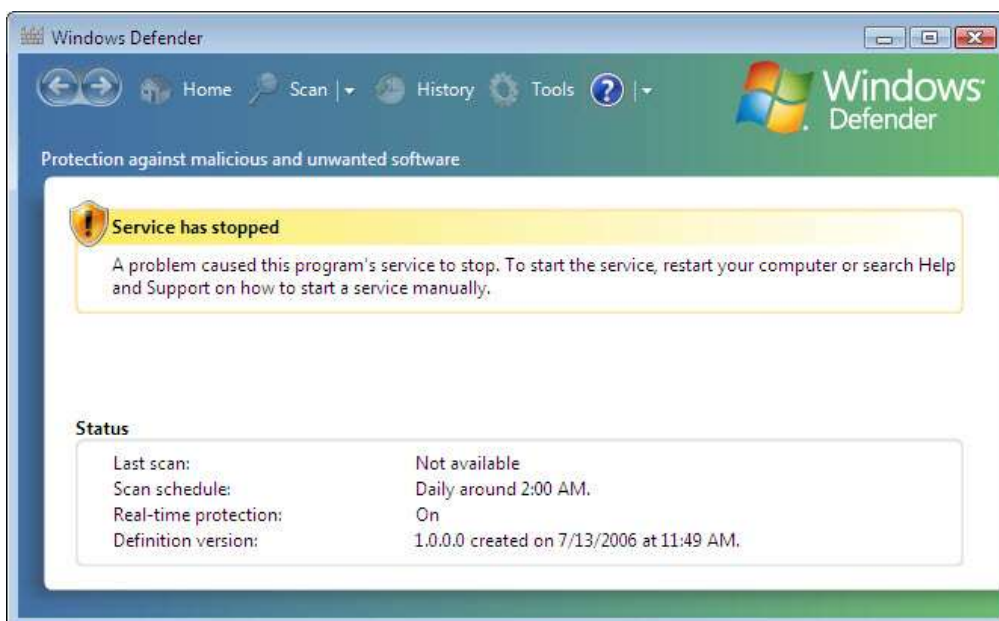 Windows Defender
Home Scan History Tools ?
Windows
Defender
Protection against malicious and unwanted software
Service has stopped
A problem caused this program's service to stop. To start the service, restart your computer or search Help
and Support on how to start a service manually.
Status
Last scan: Not available
Scan schedule: Daily around 2:00 AM.
Real-time protection: On
Definition version: 1.0.0.0 created on 7/13/2006 at 11:49 AM.